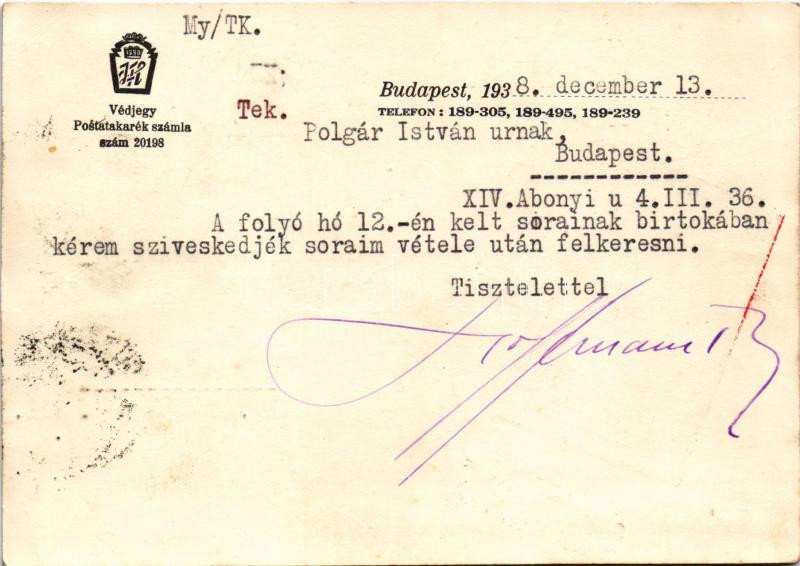 My/TK.
--.
Védjegy
Postatakarék számla
szám 20198
Budapest, 1938. december 13.
TELEFON: 189-305, 189-495, 189-239
Tek.
Polgár István urnak,
Budapest.
XIV.Abonyi u 4.III. 36.
A folyó hó 12.-én kelt sorainak birtokában
kérem sziveskedjék soraim vétele után felkeresni.
Tisztelettel